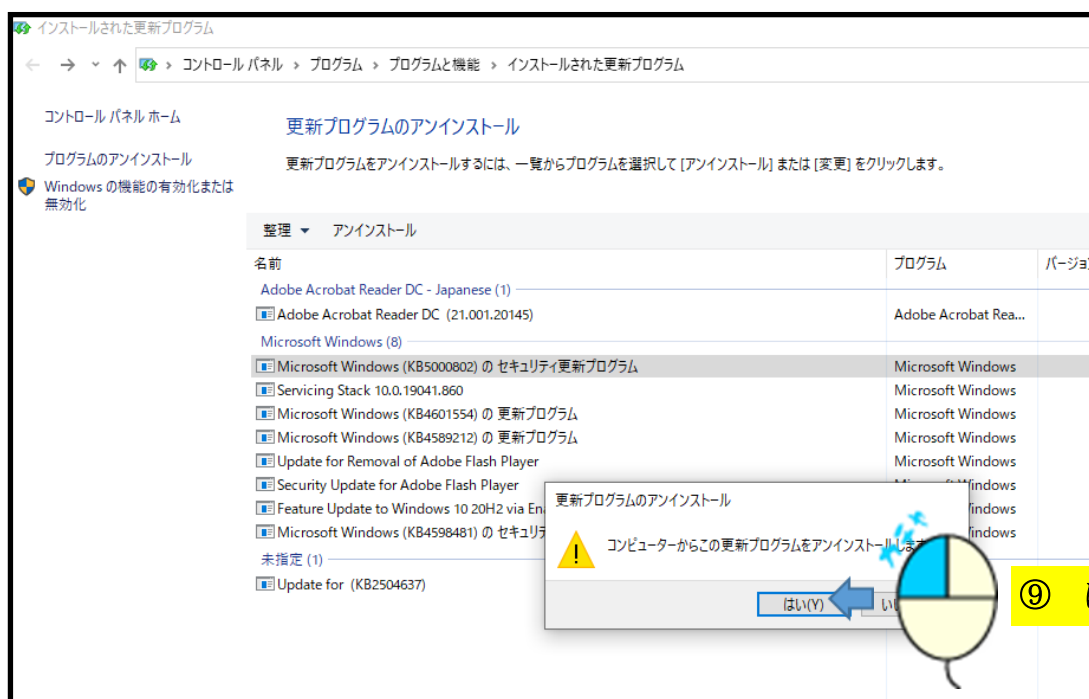 インストールされた更新プログラム
コントロール パネル › プログラム › プログラムと機能 › インストールされた更新プログラム
コントロール パネル ホーム
プログラムのアンインストール
Windows の機能の有効化または
無効化
更新プログラムのアンインストール
更新プログラムをアンインストールするには、一覧からプログラムを選択して [アンインストール] または [変更] をクリックします。
整理 アンインストール
名前 プログラム バージョ
Adobe Acrobat Reader DC - Japanese (1)
Adobe Acrobat Reader DC (21.001.20145) Adobe Acrobat Rea...
Microsoft Windows (8)
Microsoft Windows (KB5000802) の セキュリティ更新プログラム Microsoft Windows
Servicing Stack 10.0.19041.860 Microsoft Windows
Microsoft Windows (KB4601554) の 更新プログラム Microsoft Windows
Microsoft Windows (KB4589212) の 更新プログラム Microsoft Windows
Update for Removal of Adobe Flash Player Microsoft Windows
Security Update for Adobe Flash Player indows
Feature Update to Windows 10 20H2 via En indows
Microsoft Windows (KB4598481) の セキュリ indows
未指定 (1)
Update for (KB2504637)
更新プログラムのアンインストール
コンピューターからこの更新プログラムをアンインストールします
はい(Y) い
⑨